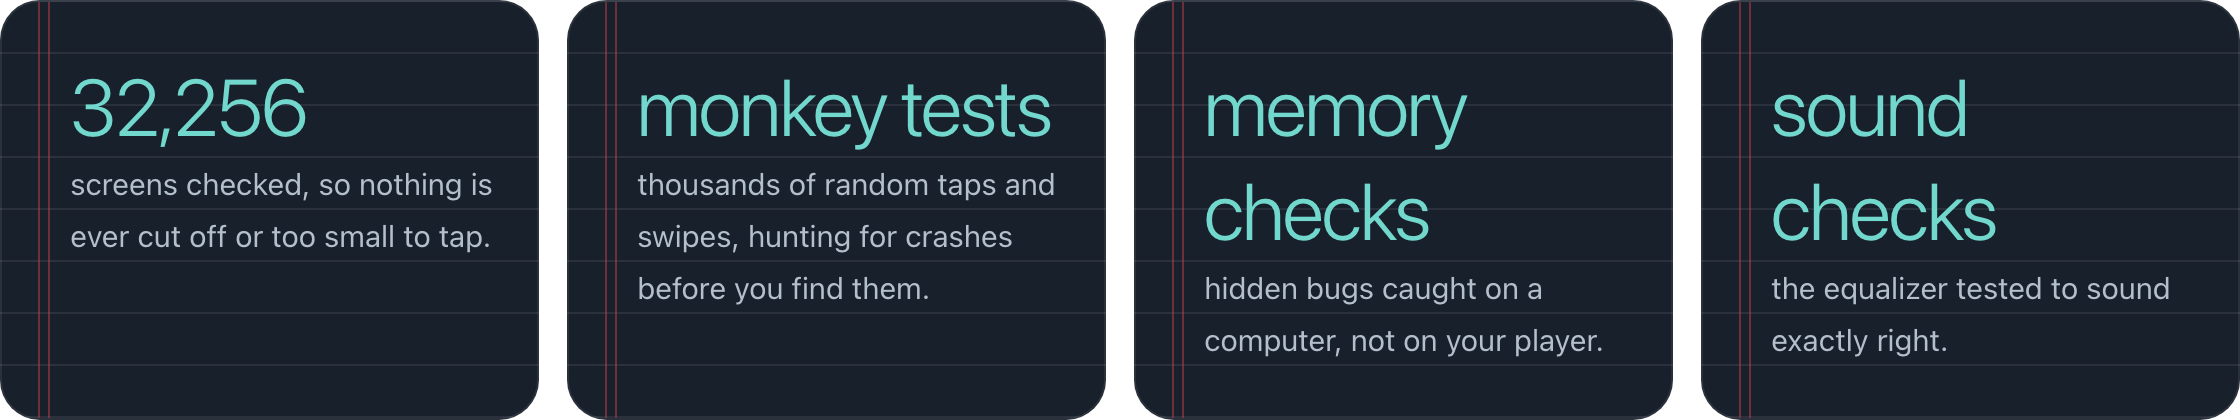 32,256
screens checked, so nothing is
ever cut off or too small to tap.
monkey tests
thousands of random taps and
swipes, hunting for crashes
before you find them.
memory
checks
hidden bugs caught on a
computer, not on your player.
sound
checks
the equalizer tested to sound
exactly right.